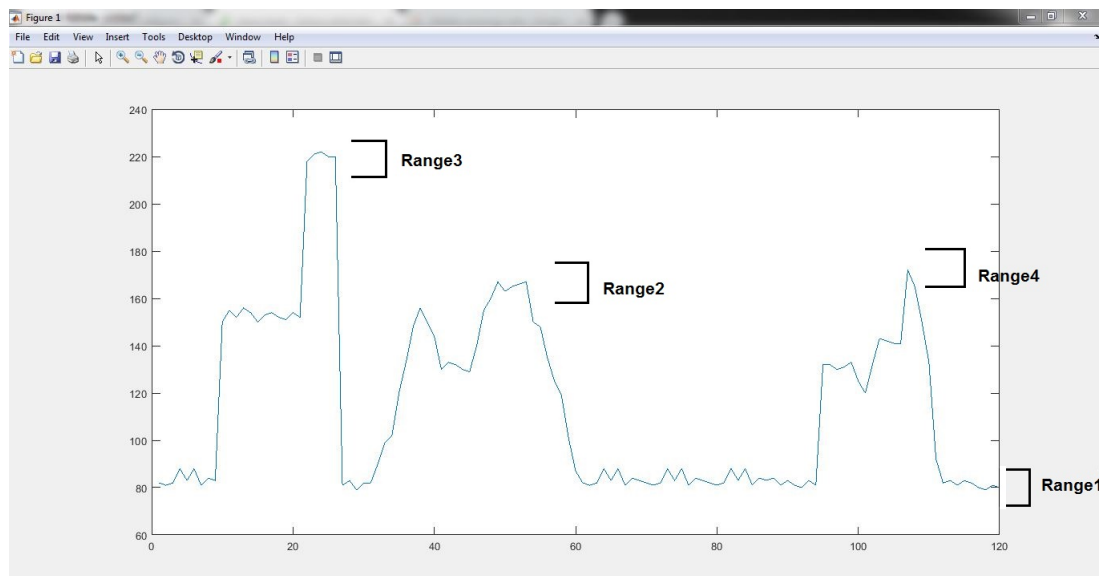 Figure 1
File Edit View Insert Tools Desktop Window Help
240
220
200
180
160
140
120
100
80
60
0 20 40 60 80 100 120
Range3
Range2
Range4
Range1